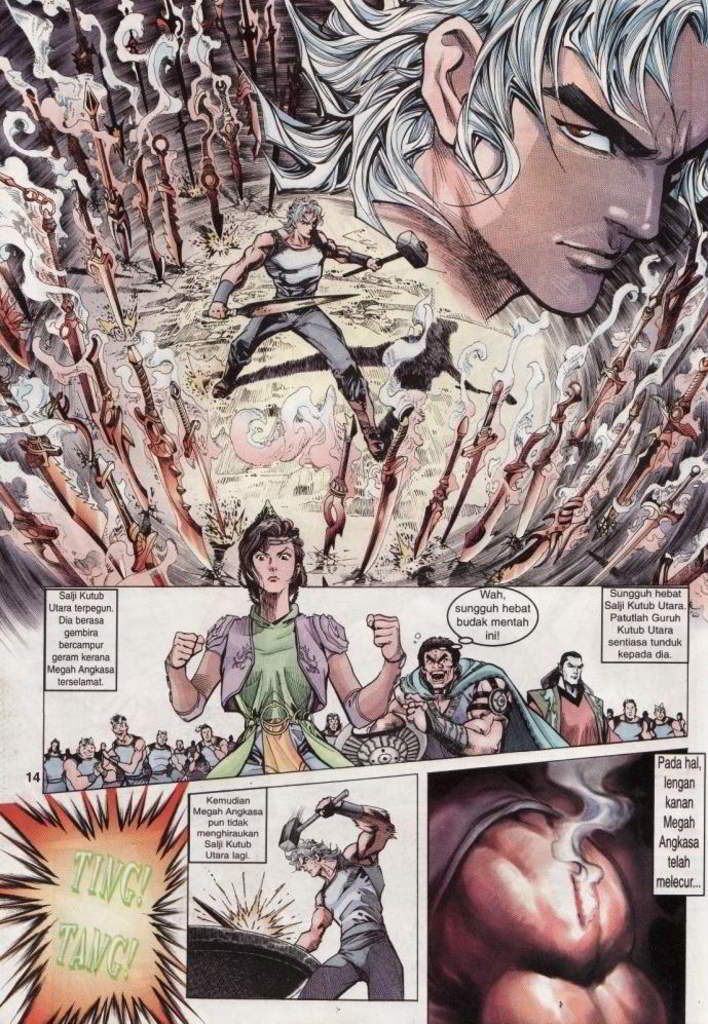 Salji Kutub
Utara terpegun.
Dia berasa
gembira
bercampur
geram kerana
Megah Angkasa
terselamat.
Wah,
sungguh hebat
budak mentah
ini!
Sungguh hebat
Salji Kutub Utara.
Patutlah Guruh
Kutub Utara
sentiasa tunduk
kepada dia.
14
TING!
TANG!
Kemudian
Megah Angkasa
pun tidak
menghiraukan
Salji Kutub
Utara lagi.
Pada hal,
lengan
kanan
Megah
Angkasa
telah
melecur...